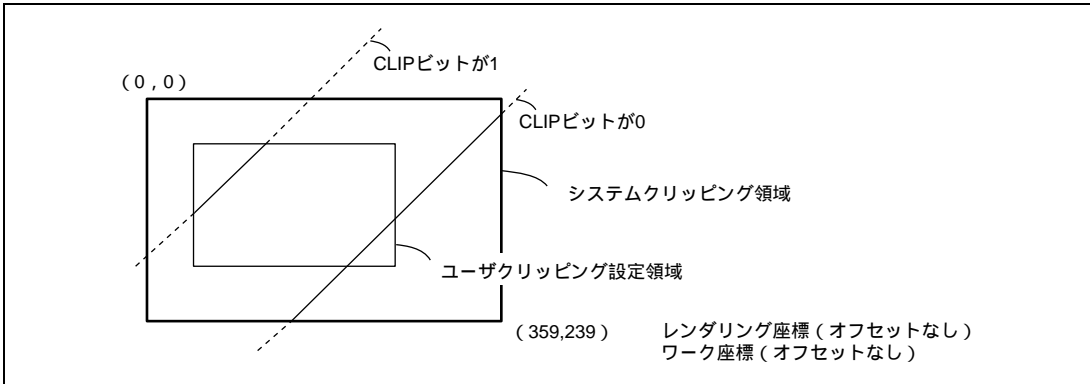 CLIPビットが1
(0,0)
CLIPビットが0
システムクリッピング領域
ユーザクリッピング設定領域
(359,239) レンダリング座標(オフセットなし)
ワーク座標(オフセットなし)